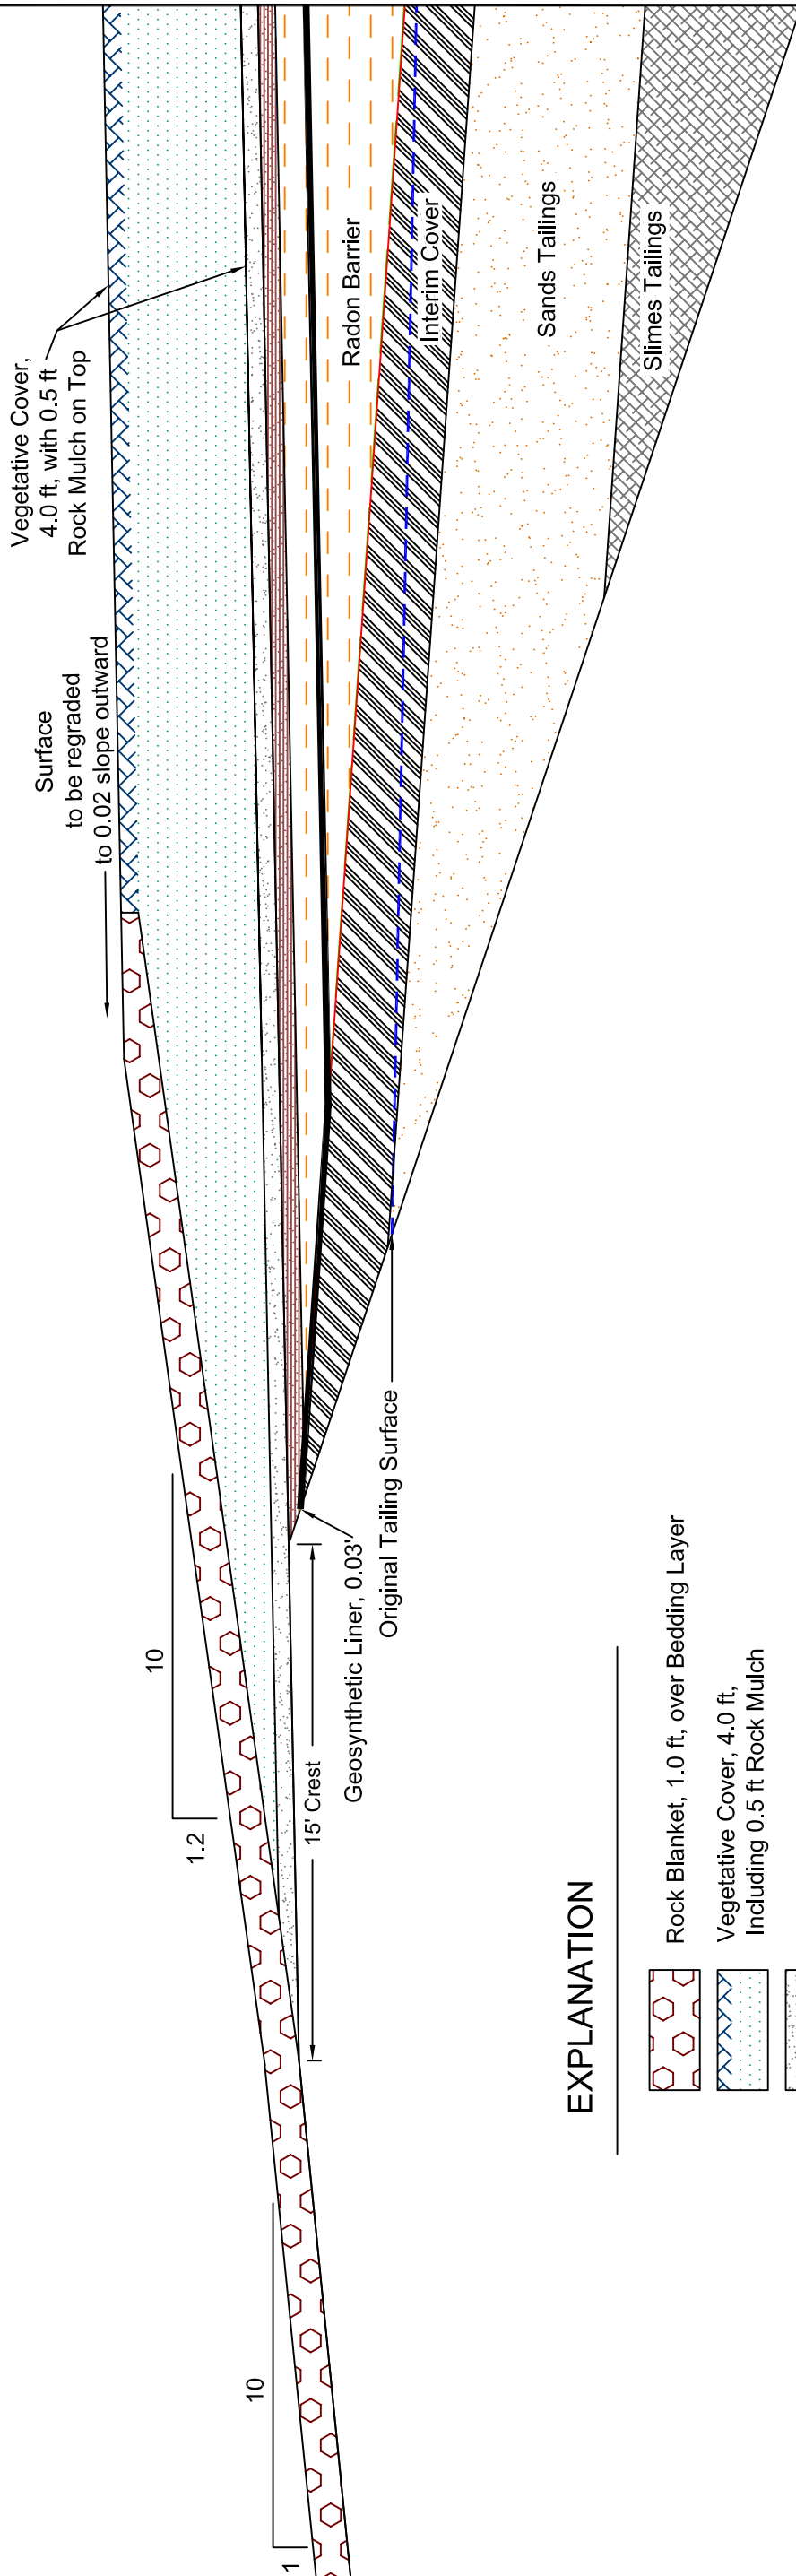 Vegetative Cover,
4.0 ft, with 0.5 ft
Rock Mulch on Top
Surface
to be regraded
to 0.02 slope outward
10
1.2
10
1
Radon Barrier
Interim Cover
Sands Tailings
Slimes Tailings
15' Crest
Geosynthetic Liner, 0.03'
Original Tailing Surface
EXPLANATION
Rock Blanket, 1.0 ft, over Bedding Layer
Vegetative Cover, 4.0 ft,
Including 0.5 ft Rock Mulch